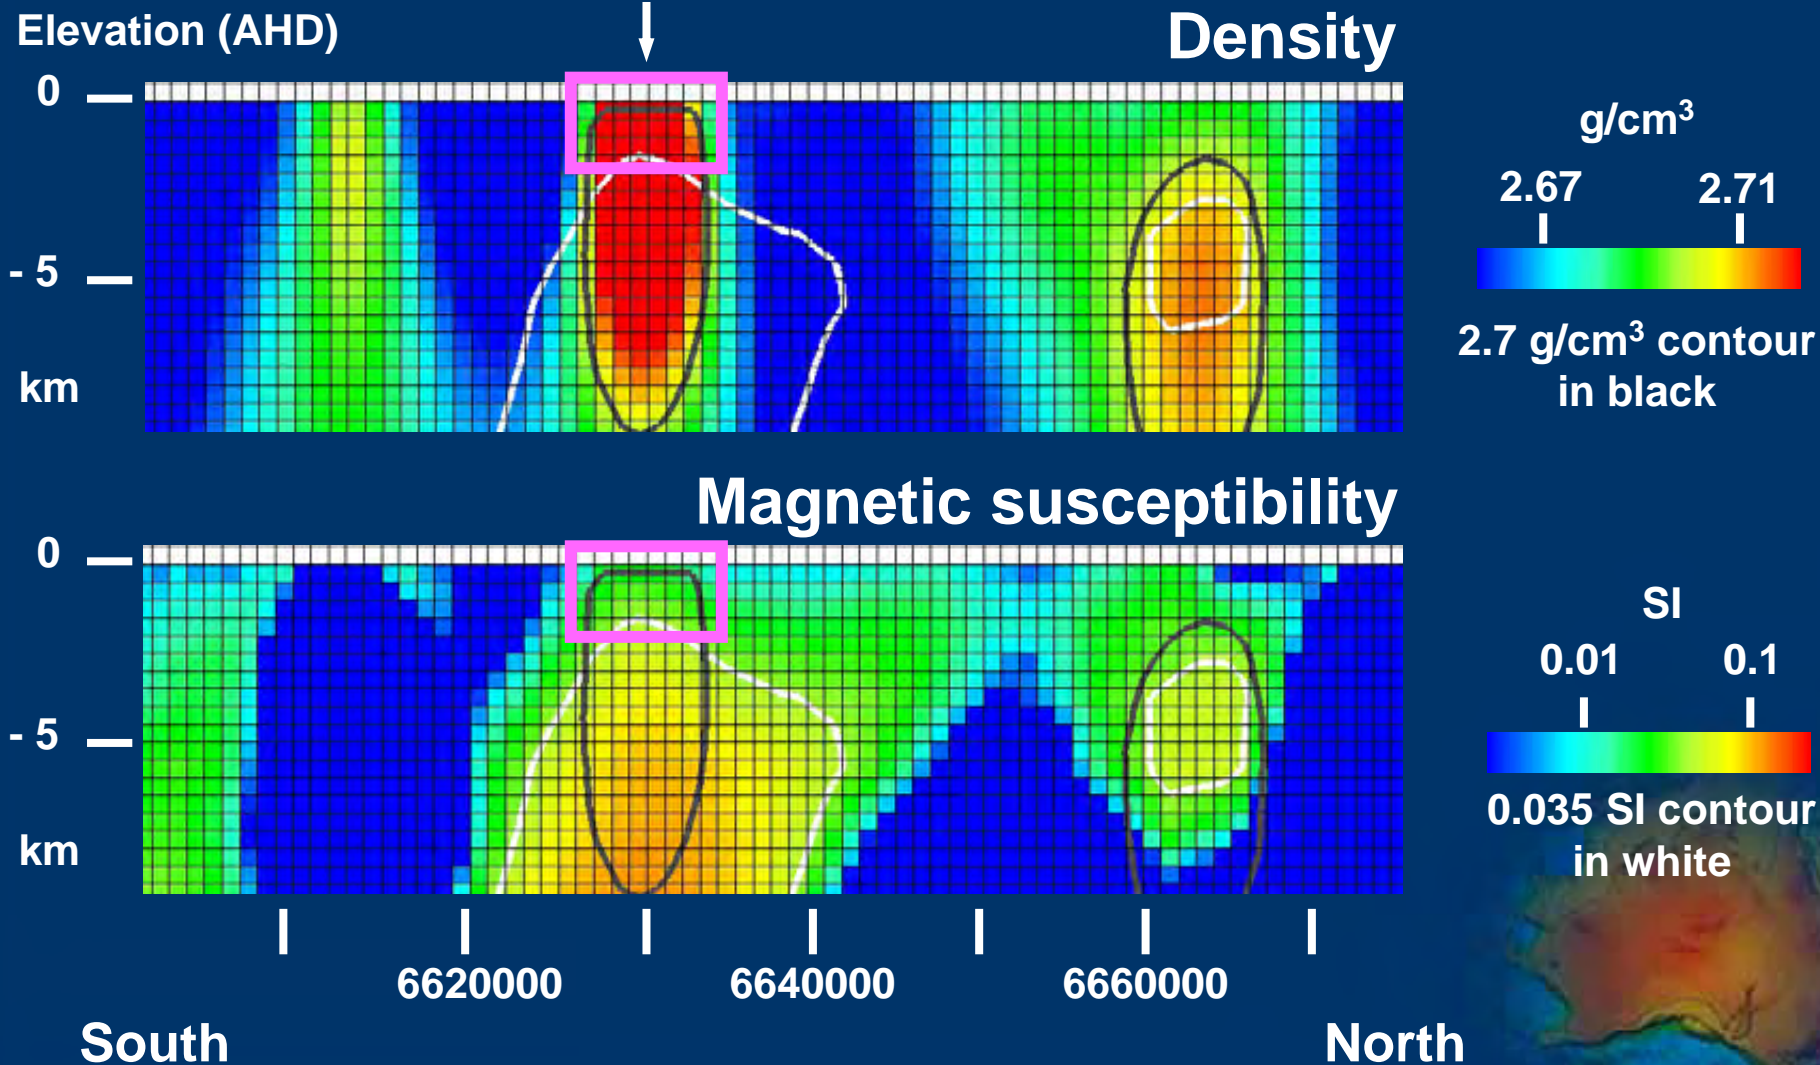 Elevation (AHD)
Density
0
- 5
km
g/cm³
2.67 2.71
2.7 g/cm³ contour
in black
Magnetic susceptibility
0
- 5
km
SI
0.01 0.1
0.035 SI contour
in white
6620000 6640000 6660000
South North